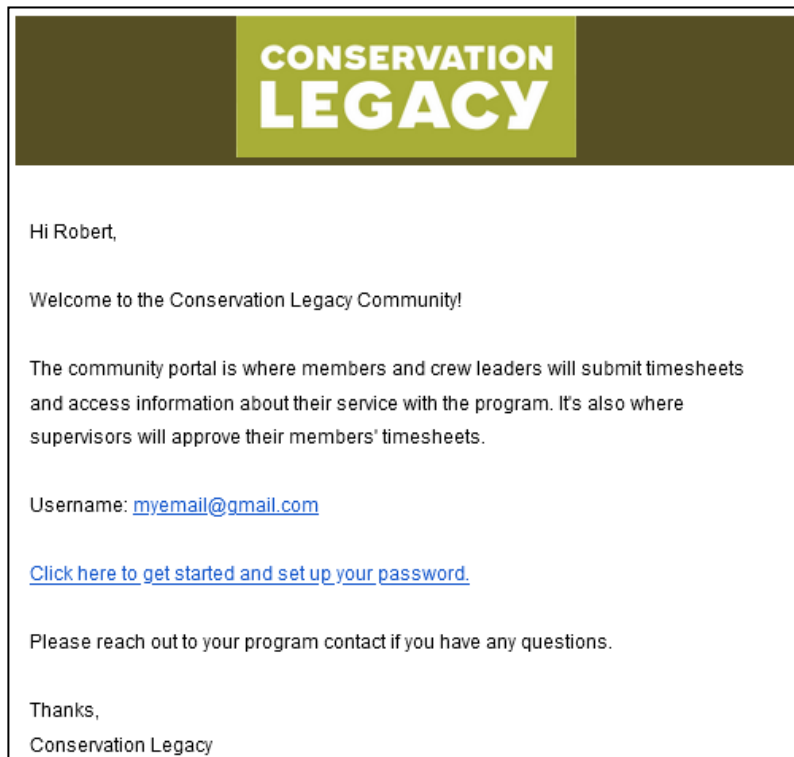 CONSERVATION
LEGACY
Hi Robert,
Welcome to the Conservation Legacy Community!
The community portal is where members and crew leaders will submit timesheets
and access information about their service with the program. It's also where
supervisors will approve their members' timesheets.
Username: myemail@gmail.com
Click here to get started and set up your password.
Please reach out to your program contact if you have any questions.
Thanks,
Conservation Legacy